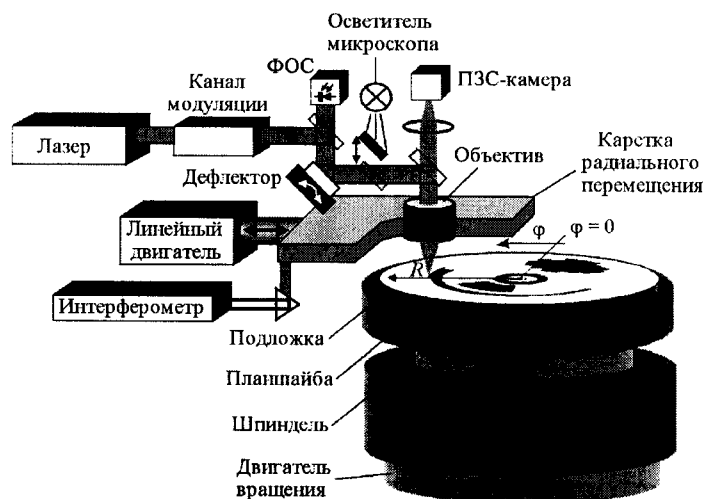 Осветитель
микроскопа
ФОС
ПЗС-камера
Канал
модуляции
Лазер
Объектив
Карстка
радиального
перемещения
Дефлектор
Линейный
двигатель
φ
φ = 0
R
Интерферометр
Подложка
Планшайба
Шпиндель
Двигатель
вращения